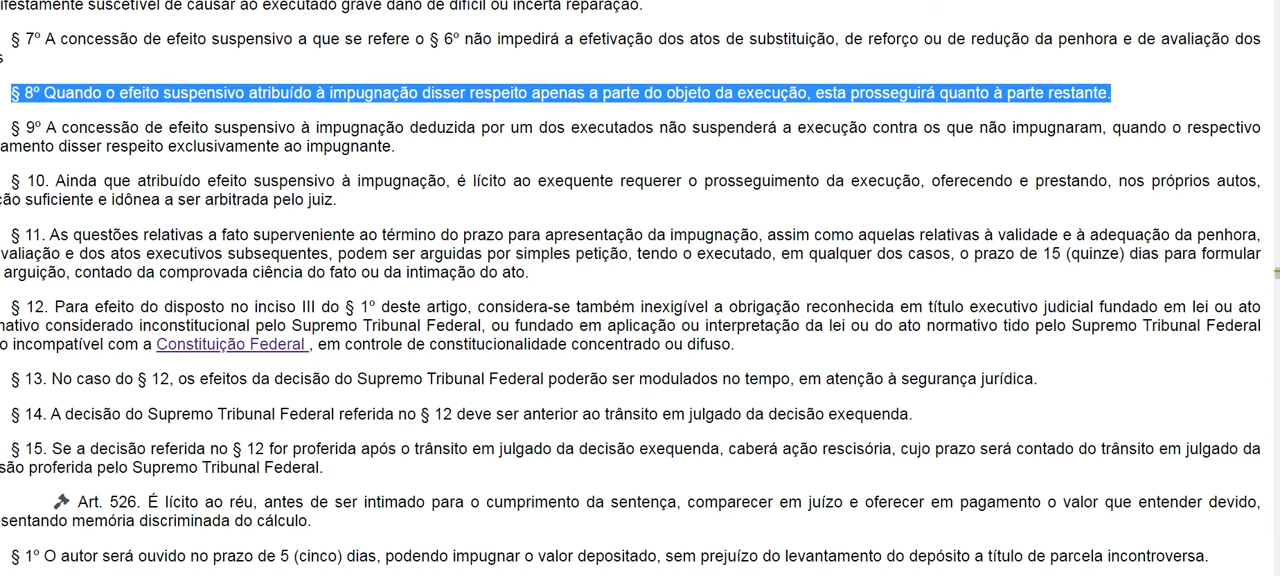 ifestamente suscetível de causar ao executado grave dano de difícil ou incerta reparação.
§ 7º A concessão de efeito suspensivo a que se refere o § 6º não impedirá a efetivação dos atos de substituição, de reforço ou de redução da penhora e de avaliação dos
s
§ 8º Quando o efeito suspensivo atribuído à impugnação disser respeito apenas a parte do objeto da execução, esta prosseguirá quanto à parte restante.
§ 9º A concessão de efeito suspensivo à impugnação deduzida por um dos executados não suspenderá a execução contra os que não impugnaram, quando o respectivo
amento disser respeito exclusivamente ao impugnante.
§ 10. Ainda que atribuído efeito suspensivo à impugnação, é lícito ao exequente requerer o prosseguimento da execução, oferecendo e prestando, nos próprios autos,
ção suficiente e idônea a ser arbitrada pelo juiz.
§ 11. As questões relativas a fato superveniente ao término do prazo para apresentação da impugnação, assim como aquelas relativas à validade e à adequação da penhora,
valiação e dos atos executivos subsequentes, podem ser arguidas por simples petição, tendo o executado, em qualquer dos casos, o prazo de 15 (quinze) dias para formular
arguição, contado da comprovada ciência do fato ou da intimação do ato.
§ 12. Para efeito do disposto no inciso III do § 1º deste artigo, considera-se também inexigível a obrigação reconhecida em título executivo judicial fundado em lei ou ato
mativo considerado inconstitucional pelo Supremo Tribunal Federal, ou fundado em aplicação ou interpretação da lei ou do ato normativo tido pelo Supremo Tribunal Federal
o incompatível com a Constituição Federal , em controle de constitucionalidade concentrado ou difuso.
§ 13. No caso do § 12, os efeitos da decisão do Supremo Tribunal Federal poderão ser modulados no tempo, em atenção à segurança jurídica.
§ 14. A decisão do Supremo Tribunal Federal referida no § 12 deve ser anterior ao trânsito em julgado da decisão exequenda.
§ 15. Se a decisão referida no § 12 for proferida após o trânsito em julgado da decisão exequenda, caberá ação rescisória, cujo prazo será contado do trânsito em julgado da
são proferida pelo Supremo Tribunal Federal.
Art. 526. É lícito ao réu, antes de ser intimado para o cumprimento da sentença, comparecer em juízo e oferecer em pagamento o valor que entender devido,
sentando memória discriminada do cálculo.
§ 1º O autor será ouvido no prazo de 5 (cinco) dias, podendo impugnar o valor depositado, sem prejuízo do levantamento do depósito a título de parcela incontroversa.